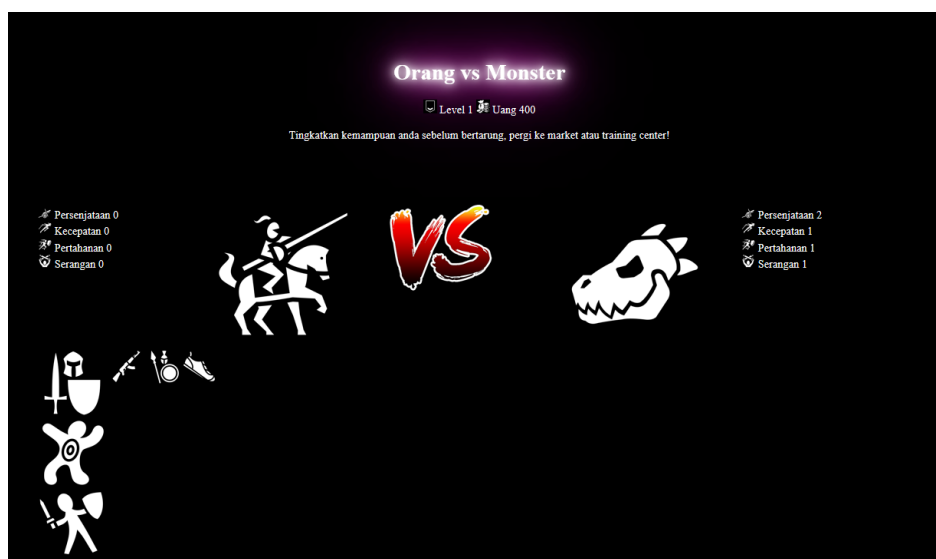 Orang vs Monster
Level 1 Uang 400
Tingkatkan kemampuan anda sebelum bertarung, pergi ke market atau training center!
Persenjataan 0
Kecepatan 0
Pertahanan 0
Serangan 0
VS
Persenjataan 2
Kecepatan 1
Pertahanan 1
Serangan 1